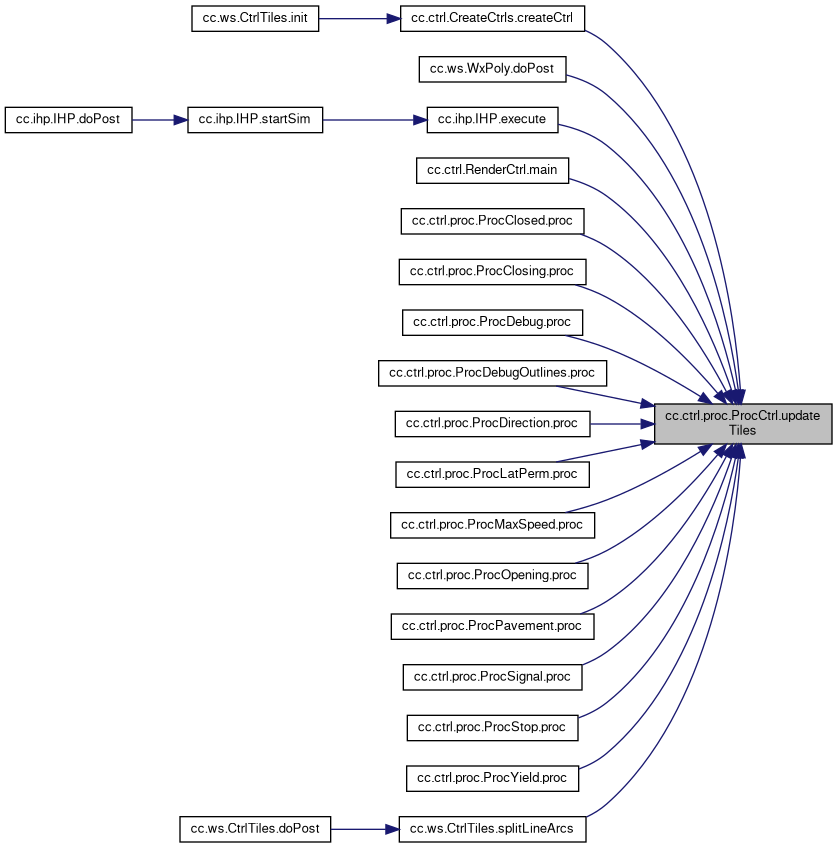 cc.ws.CtrlTiles.init
cc.ctrl.CreateCtrls.createCtrl
cc.ws.WxPoly.doPost
cc.ihp.IHP.doPost
cc.ihp.IHP.startSim
cc.ihp.IHP.execute
cc.ctrl.RenderCtrl.main
cc.ctrl.proc.ProcClosed.proc
cc.ctrl.proc.ProcClosing.proc
cc.ctrl.proc.ProcDebug.proc
cc.ctrl.proc.ProcDebugOutlines.proc
cc.ctrl.proc.ProcCtrl.update
Tiles
cc.ctrl.proc.ProcDirection.proc
cc.ctrl.proc.ProcLatPerm.proc
cc.ctrl.proc.ProcMaxSpeed.proc
cc.ctrl.proc.ProcOpening.proc
cc.ctrl.proc.ProcPavement.proc
cc.ctrl.proc.ProcSignal.proc
cc.ctrl.proc.ProcStop.proc
cc.ctrl.proc.ProcYield.proc
cc.ws.CtrlTiles.doPost
cc.ws.CtrlTiles.splitLineArcs